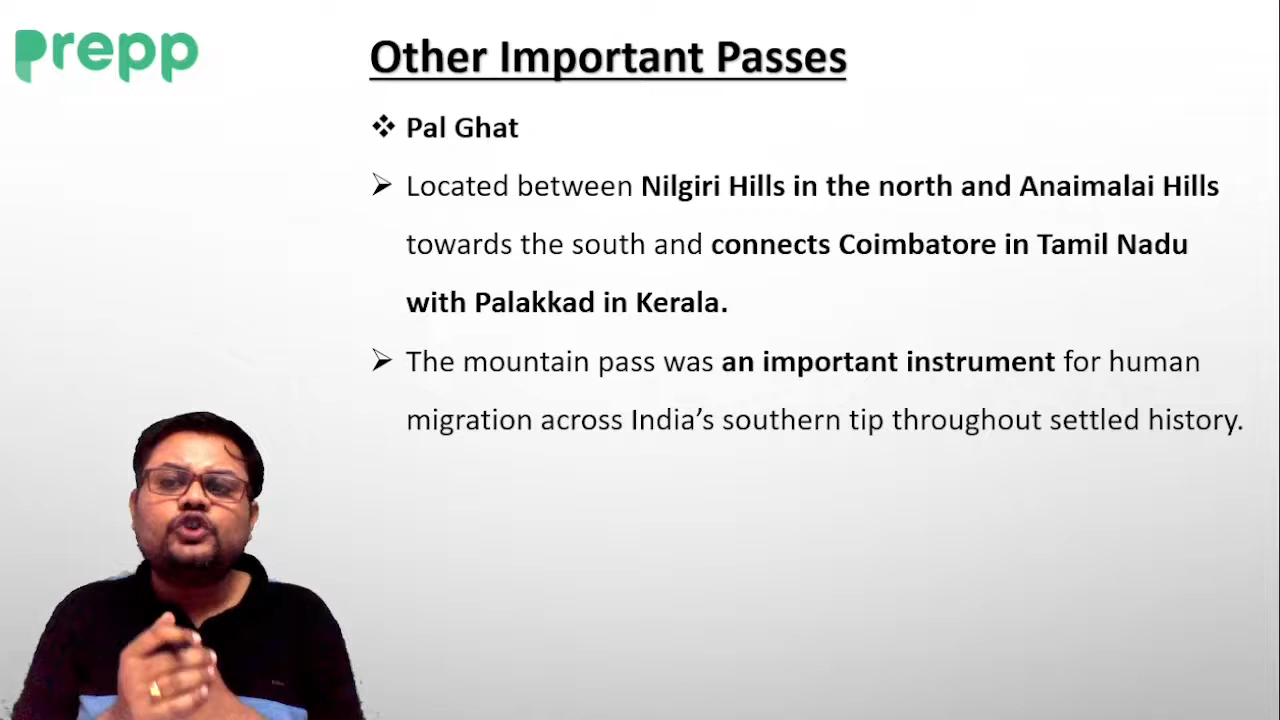 prepp
Other Important Passes
❖ Pal Ghat
➢ Located between Nilgiri Hills in the north and Anaimalai Hills
towards the south and connects Coimbatore in Tamil Nadu
with Palakkad in Kerala.
➢ The mountain pass was an important instrument for human
migration across India’s southern tip throughout settled history.